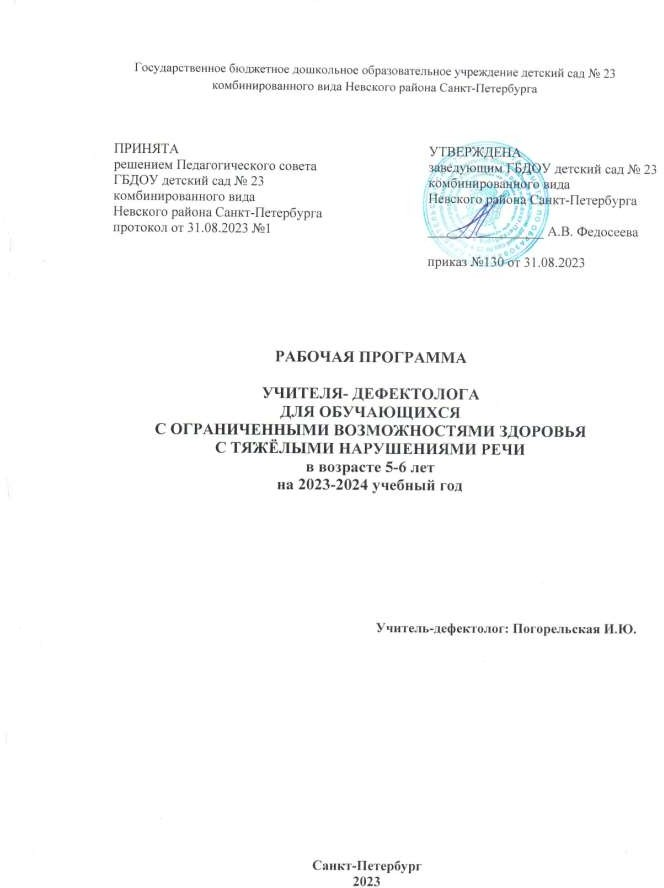 Государственное бюджетное дошкольное образовательное учреждение детский сад № 23
комбинированного вида Невского района Санкт-Петербурга
ПРИНЯТА
решением Педагогического совета
ГБДОУ детский сад № 23
комбинированного вида
Невского района Санкт-Петербурга
протокол от 31.08.2023 №1
УТВЕРЖДЕНА
заведующим ГБДОУ детский сад № 23
комбинированного вида
Невского района Санкт-Петербурга
А.В. Федосеева
приказ №130 от 31.08.2023
РАБОЧАЯ ПРОГРАММА
УЧИТЕЛЯ- ДЕФЕКТОЛОГА
ДЛЯ ОБУЧАЮЩИХСЯ
С ОГРАНИЧЕННЫМИ ВОЗМОЖНОСТЯМИ ЗДОРОВЬЯ
С ТЯЖЁЛЫМИ НАРУШЕНИЯМИ РЕЧИ
в возрасте 5-6 лет
на 2023-2024 учебный год
Учитель-дефектолог: Погорельская И.Ю.
Санкт-Петербург
2023